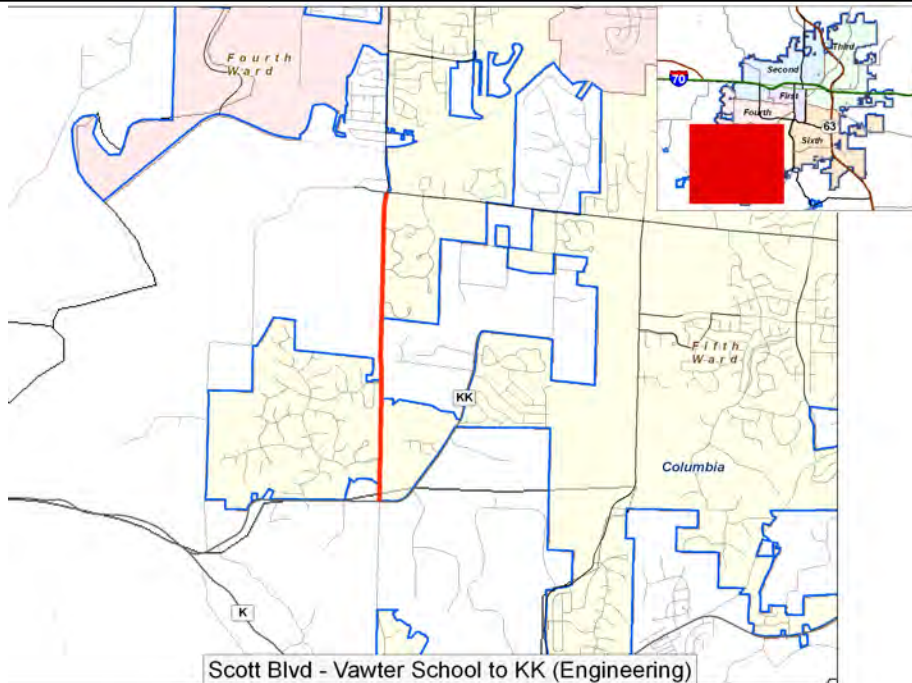 Fourth
Ward
Third
Second
70
First
Fourth
63
Sixth
Fifth
Ward
KK
Columbia
K
Scott Blvd - Vawter School to KK (Engineering)